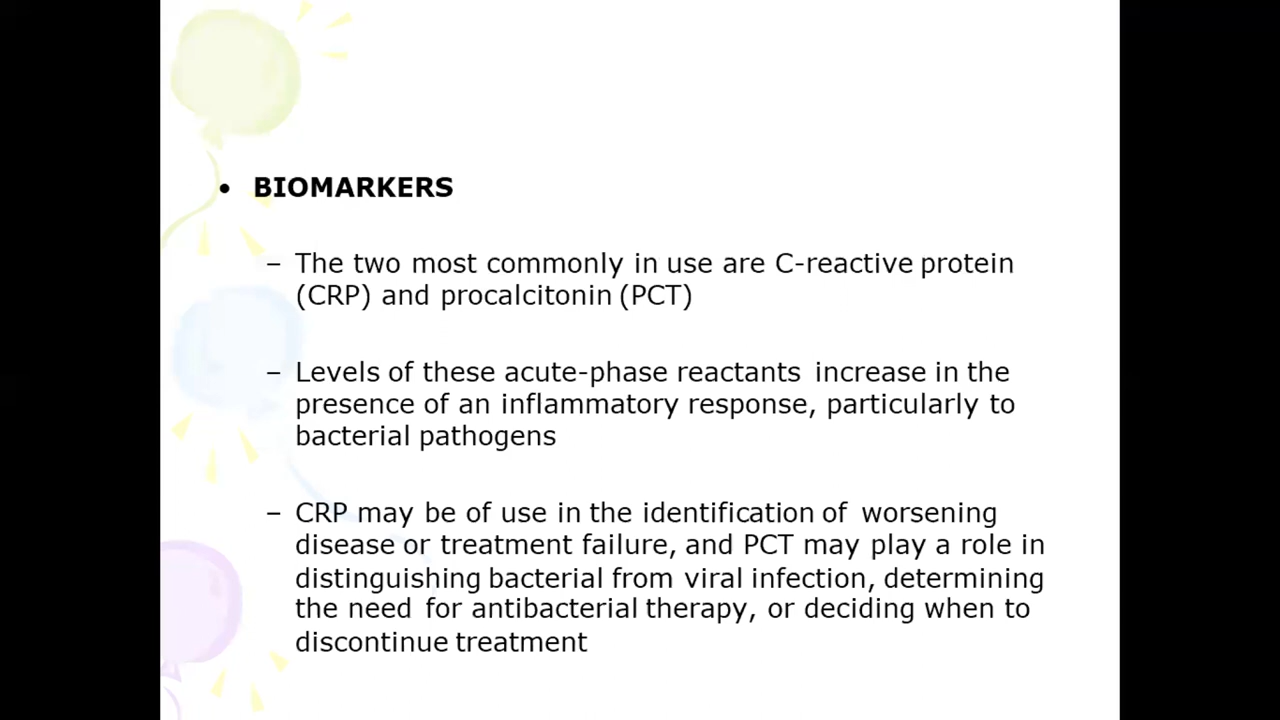 • BIOMARKERS
– The two most commonly in use are C-reactive protein
(CRP) and procalcitonin (PCT)
– Levels of these acute-phase reactants increase in the
presence of an inflammatory response, particularly to
bacterial pathogens
– CRP may be of use in the identification of worsening
disease or treatment failure, and PCT may play a role in
distinguishing bacterial from viral infection, determining
the need for antibacterial therapy, or deciding when to
discontinue treatment